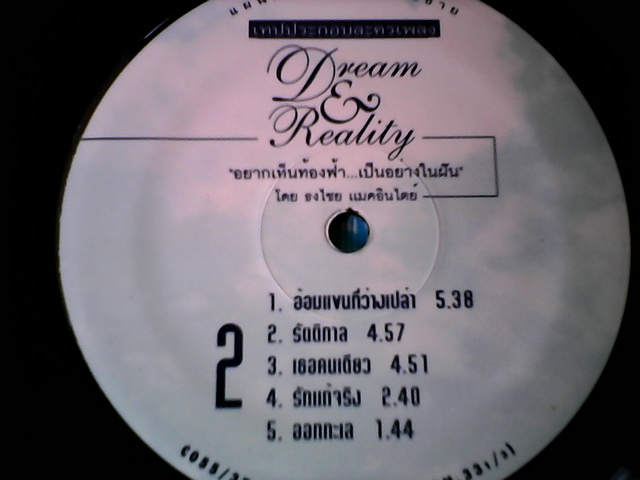 เทปประกอบละครเพลง
Dream
&
Reality
"อยากเห็นท้องฟ้า...เป็นอย่างในฝัน"
โดย ธงไชย แมคอินไตย์
2
1. อ้อมแขนที่ว่างเปล่า 5.38
2. รัตติกาล 4.57
3. เธอคนเดียว 4.51
4. รักแท้จริง 2.40
5. ออกทะเล 1.44
33 1/3)